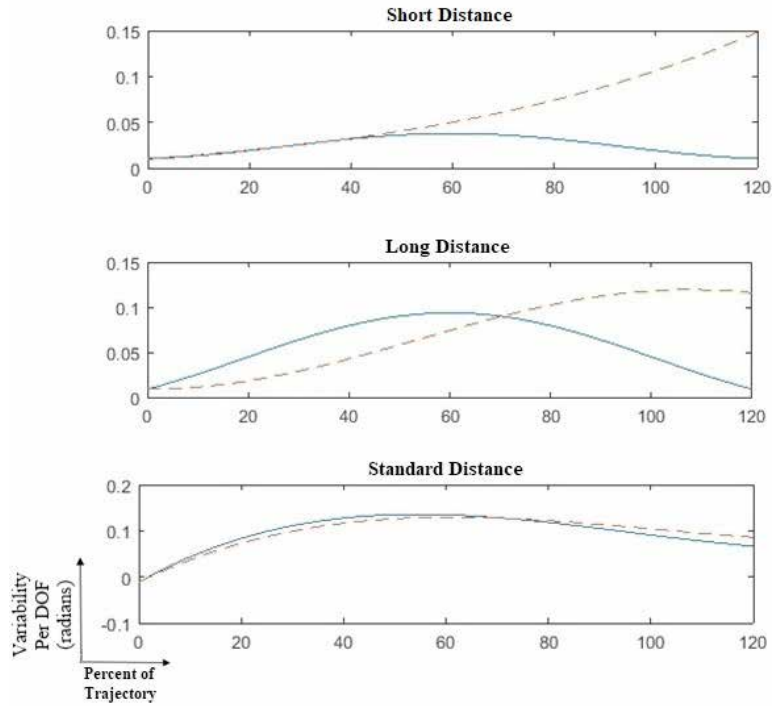 Short Distance
0.15
0.1
0.05
0
0 20 40 60 80 100 120
Long Distance
0.15
0.1
0.05
0
0 20 40 60 80 100 120
Standard Distance
0.2
0.1
0
-0.1
0 20 40 60 80 100 120
Variability
Per DOF
(radians)
Percent of
Trajectory